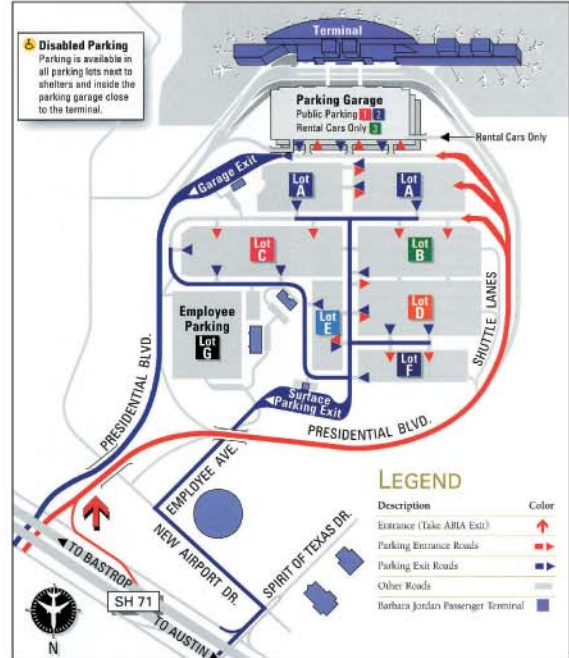 Disabled Parking
Parking is available in
all parking lots next to
shelters and inside the
parking garage close
to the terminal.
Terminal
Parking Garage
Public Parking 1 2
Rental Cars Only 3
Rental Cars Only
Garage Exit
Lot A
Lot A
Lot C
Lot B
Employee
Parking
Lot G
Lot E
Lot D
Lot F
SHUTTLE LANES
PRESIDENTIAL BLVD.
Surface
Parking Exit
PRESIDENTIAL BLVD.
EMPLOYEE AVE.
NEW AIRPORT DR.
SPIRIT OF TEXAS DR.
TO BASTROP
SH 71
TO AUSTIN
N
LEGEND
Description Color
Entrance (Take ABIA Exit)
Parking Entrance Roads
Parking Exit Roads
Other Roads
Barbara Jordan Passenger Terminal